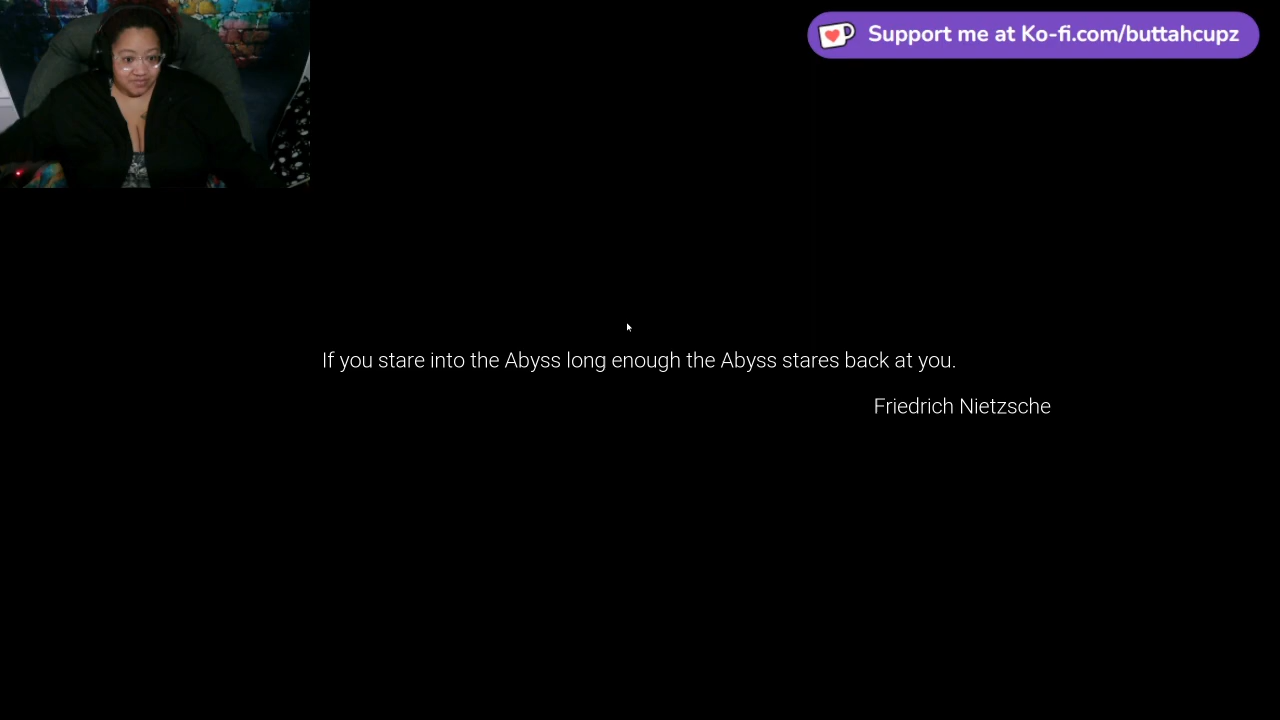 Support me at Ko-fi.com/buttahcupz
If you stare into the Abyss long enough the Abyss stares back at you.
Friedrich Nietzsche